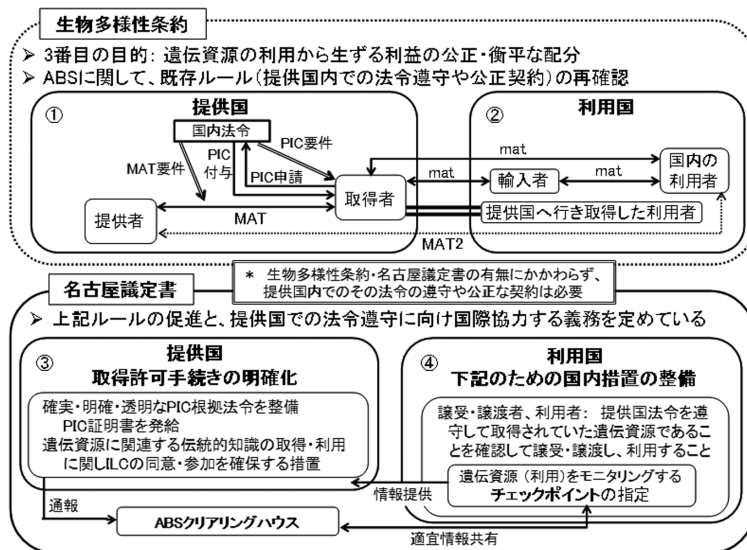 生物多様性条約
➢ 3番目の目的: 遺伝資源の利用から生ずる利益の公正・衡平な配分
➢ ABSに関して、既存ルール(提供国内での法令遵守や公正契約)の再確認
① 提供国
国内法令
MAT要件
PIC
付与
PIC要件
PIC申請
取得者
提供者
MAT
② 利用国
mat
mat
輸入者
mat
国内の
利用者
提供国へ行き取得した利用者
MAT2
* 生物多様性条約・名古屋議定書の有無にかかわらず、
提供国内でのその法令の遵守や公正な契約は必要
名古屋議定書
➢ 上記ルールの促進と、提供国での法令遵守に向け国際協力する義務を定めている
③ 提供国
取得許可手続きの明確化
確実・明確・透明なPIC根拠法令を整備
PIC証明書を発給
遺伝資源に関連する伝統的知識の取得・利用
に関しILCの同意・参加を確保する措置
④ 利用国
下記のための国内措置の整備
譲受・譲渡者、利用者: 提供国法令を遵
守して取得されていた遺伝資源であるこ
とを確認して譲受・譲渡し、利用すること
遺伝資源(利用)をモニタリングする
チェックポイントの指定
情報提供
通報
ABSクリアリングハウス
適宜情報共有